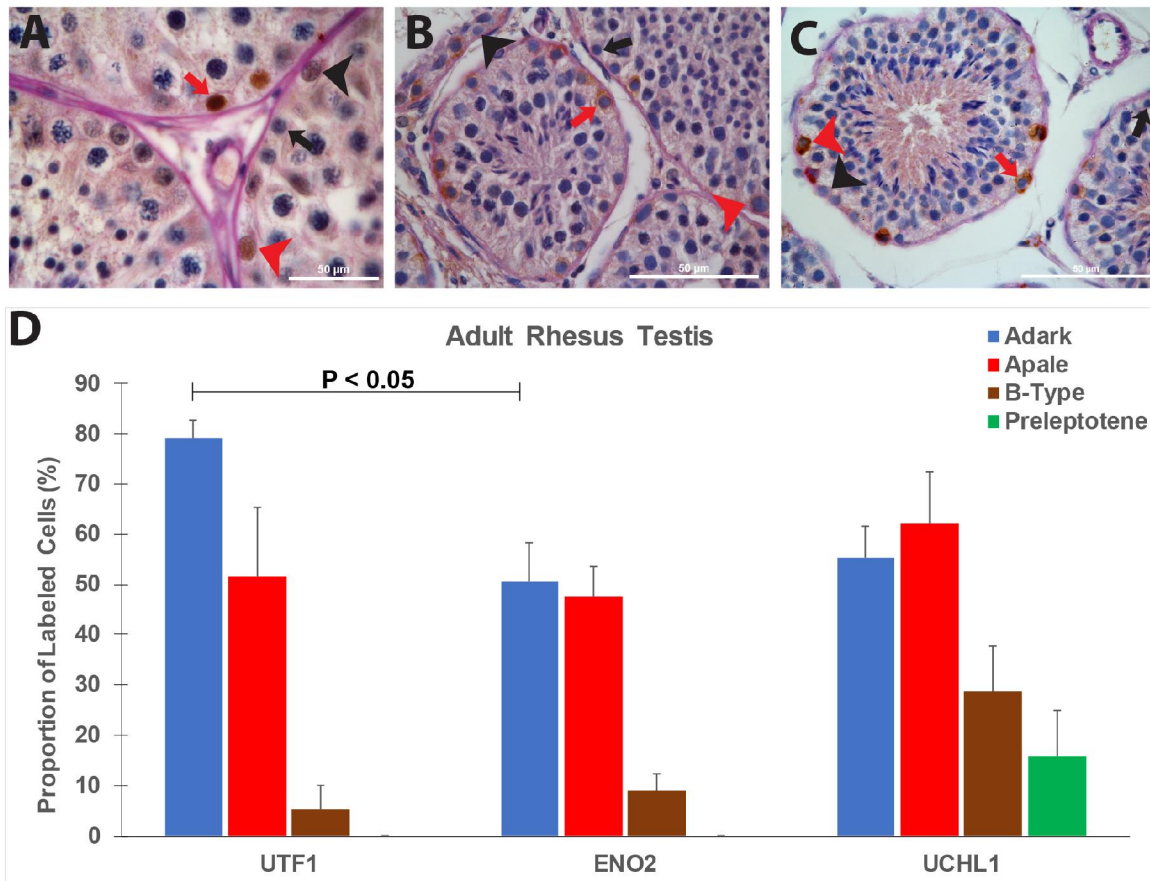 A
B
C
50 µm
50 µm
50 µm
D
Adult Rhesus Testis
Adark
Apale
B-Type
Preleptotene
P < 0.05
Proportion of Labeled Cells (%)
90
80
70
60
50
40
30
20
10
0
UTF1
ENO2
UCHL1